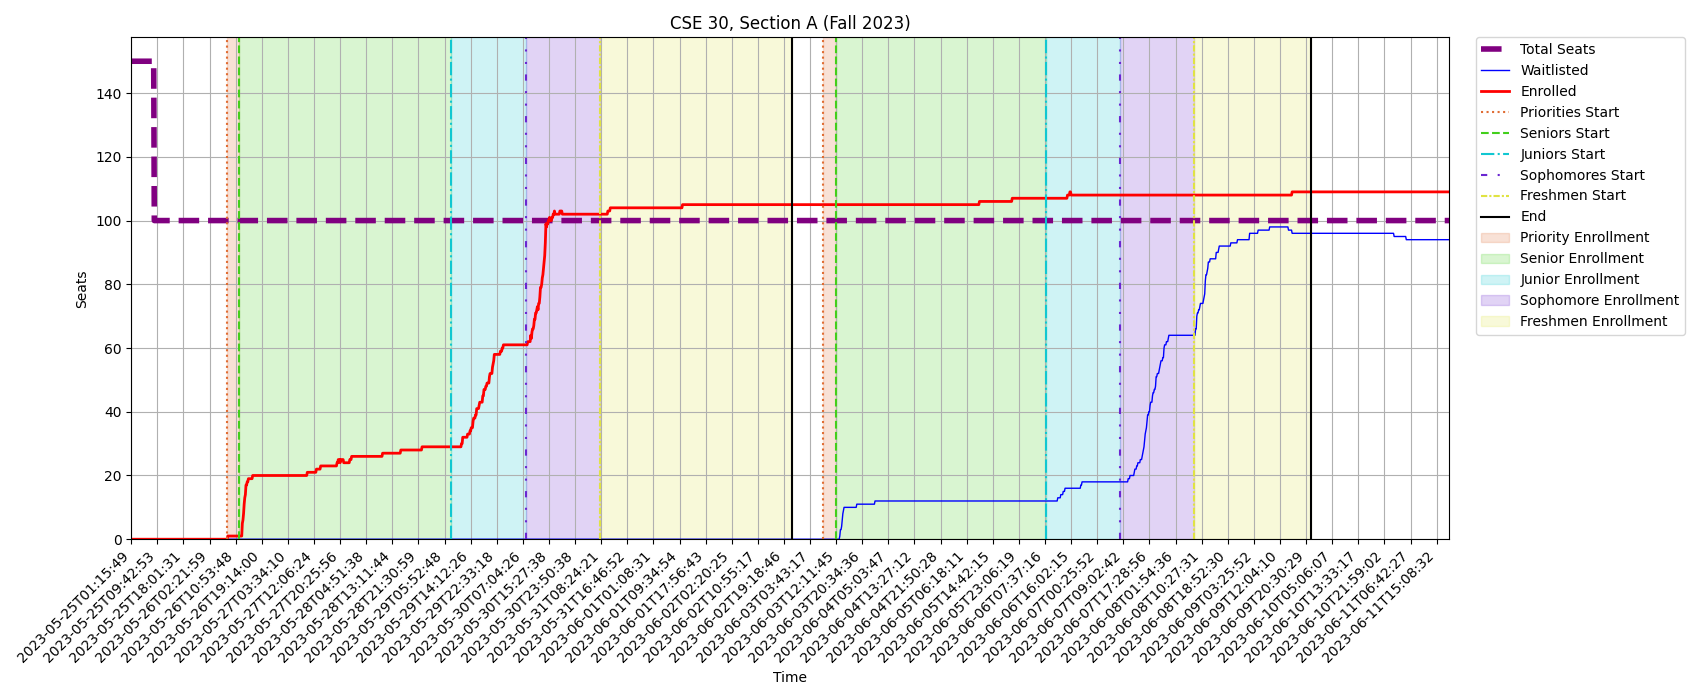 CSE 30, Section A (Fall 2023)
Seats
140
120
100
80
60
40
20
0
2023-05-25T01:15:49
2023-05-25T09:42:53
2023-05-25T18:01:31
2023-05-26T02:21:59
2023-05-26T10:53:48
2023-05-26T19:14:00
2023-05-27T03:34:10
2023-05-27T12:06:24
2023-05-27T20:25:56
2023-05-28T04:51:38
2023-05-28T13:11:44
2023-05-28T21:30:59
2023-05-29T05:52:48
2023-05-29T14:12:26
2023-05-29T22:33:18
2023-05-30T07:04:26
2023-05-30T15:27:38
2023-05-30T23:50:38
2023-05-31T08:24:21
2023-05-31T16:46:52
2023-06-01T01:08:31
2023-06-01T09:34:54
2023-06-01T17:56:43
2023-06-02T02:20:25
2023-06-02T10:55:17
2023-06-02T19:18:46
2023-06-03T03:43:17
2023-06-03T12:11:45
2023-06-03T20:34:36
2023-06-04T05:03:47
2023-06-04T13:27:12
2023-06-04T21:50:28
2023-06-05T06:18:11
2023-06-05T14:42:15
2023-06-05T23:06:19
2023-06-06T07:37:16
2023-06-06T16:02:15
2023-06-07T00:25:52
2023-06-07T09:02:42
2023-06-07T17:28:56
2023-06-08T01:54:36
2023-06-08T10:27:31
2023-06-08T18:52:30
2023-06-09T03:25:52
2023-06-09T12:04:10
2023-06-09T20:30:29
2023-06-10T05:06:07
2023-06-10T13:33:17
2023-06-10T21:59:02
2023-06-11T06:42:27
2023-06-11T15:08:32
Time
Total Seats
Waitlisted
Enrolled
Priorities Start
Seniors Start
Juniors Start
Sophomores Start
Freshmen Start
End
Priority Enrollment
Senior Enrollment
Junior Enrollment
Sophomore Enrollment
Freshmen Enrollment